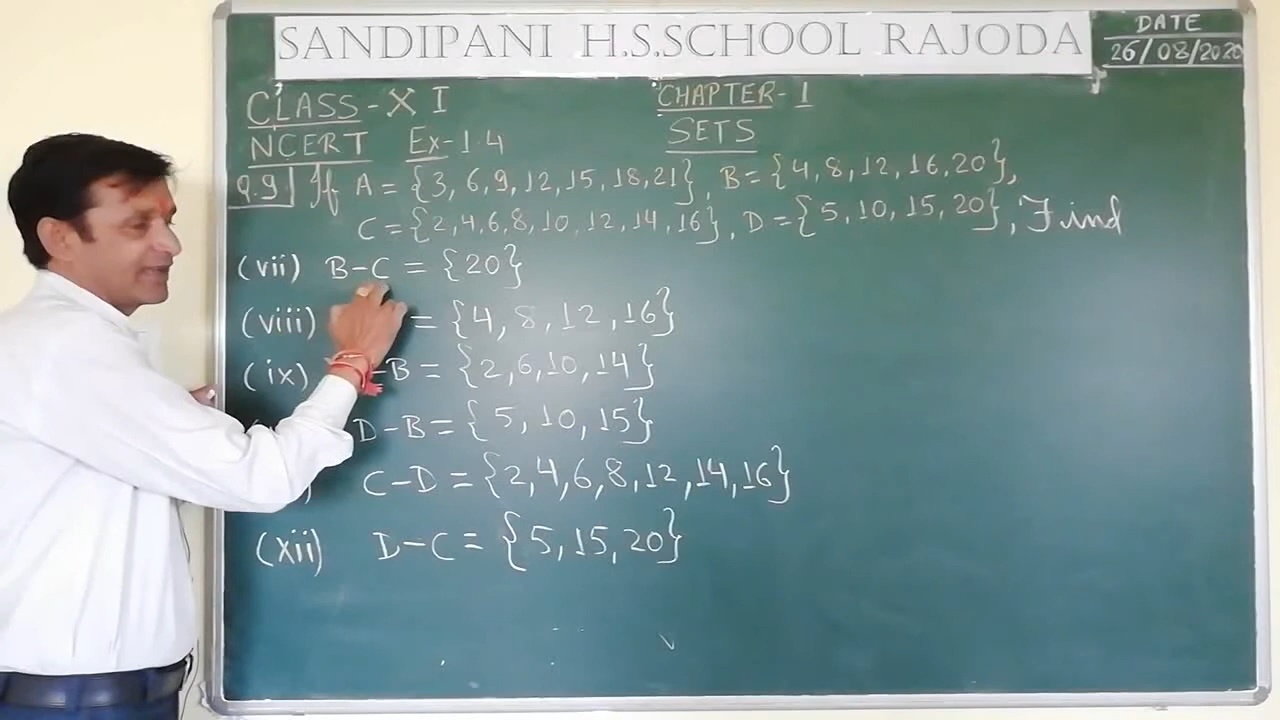 SANDIPANI H.S.SCHOOL RAJODA
DATE
26/08/2020
CLASS-XI
CHAPTER-1
NCERT Ex-1.4
SETS
Q.9] If A = {3, 6, 9, 12, 15, 18, 21}, B = {4, 8, 12, 16, 20},
C = {2, 4, 6, 8, 10, 12, 14, 16}, D = {5, 10, 15, 20}, Find
(vii) B-C = {20}
(viii) = {4, 8, 12, 16}
(ix) -B = {2, 6, 10, 14}
D-B = {5, 10, 15}
) C-D = {2, 4, 6, 8, 12, 14, 16}
(xii) D-C = {5, 15, 20}